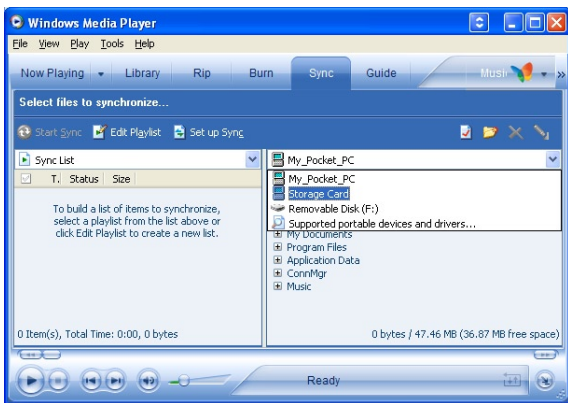 Windows Media Player
File View Play Tools Help
Now Playing Library Rip Burn Sync Guide Music
Select files to synchronize...
Start Sync Edit Playlist Set up Sync
Sync List
My_Pocket_PC
T. Status Size
My_Pocket_PC
Storage Card
Removable Disk (F:)
Supported portable devices and drivers...
To build a list of items to synchronize,
select a playlist from the list above or
click Edit Playlist to create a new list.
My Documents
Program Files
Application Data
ConnMgr
Music
0 Item(s), Total Time: 0:00, 0 bytes
0 bytes / 47.46 MB (36.87 MB free space)
Ready